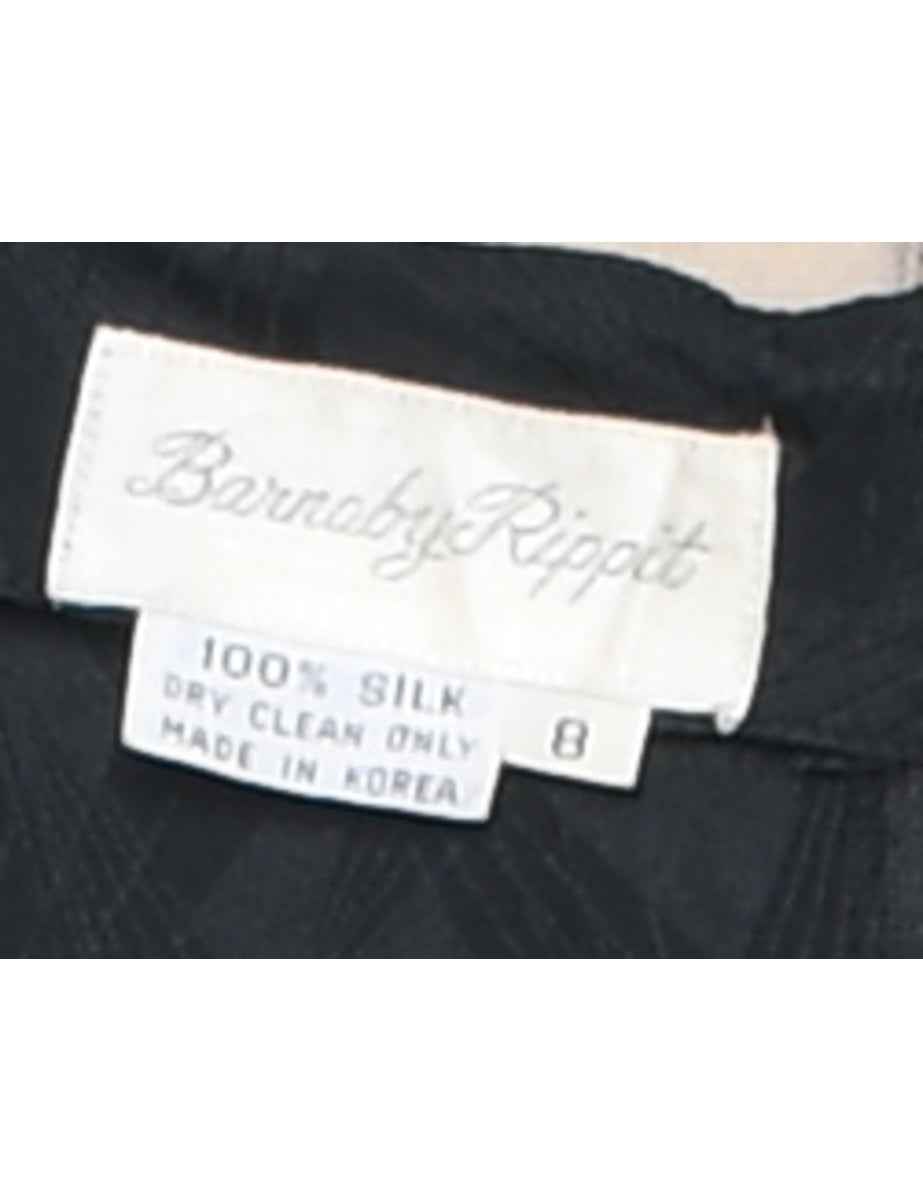 Barnaby Rippit
100% SILK
DRY CLEAN ONLY
MADE IN KOREA
8